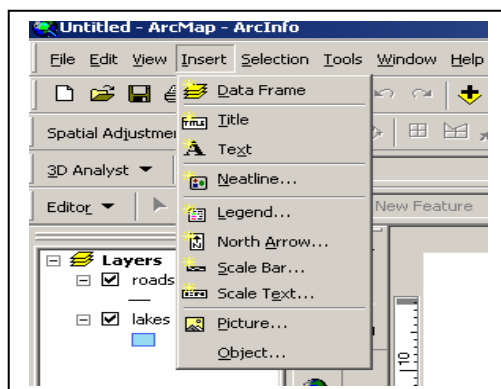 Untitled - ArcMap - ArcInfo
File Edit View Insert Selection Tools Window Help
Data Frame
Title
Text
Neatline...
Legend...
North Arrow...
Scale Bar...
Scale Text...
Picture...
Object...
Spatial
3D Analyst
Editor
New Feature
Layers
roads
lakes
10